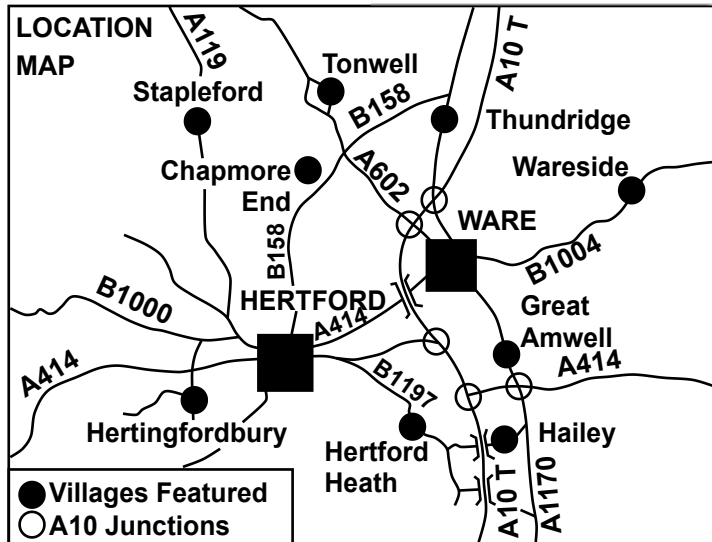 LOCATION
MAP
A119
A10 T
Tonwell
Stapleford
B158
Thundridge
Chapmore
End
A602
Wareside
WARE
B158
B1004
B1000
HERTFORD
A414
Great
Amwell
A414
A414
B1197
Hertingfordbury
Hertford
Heath
Hailey
A10 T
A1170
Villages Featured
A10 Junctions